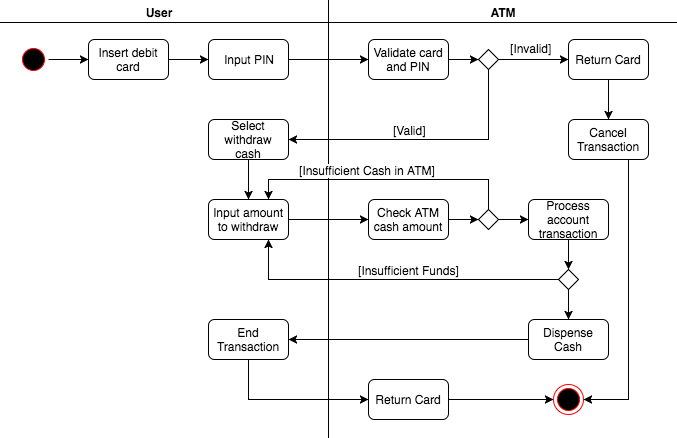 User
ATM
Insert debit
card
Input PIN
Validate card
and PIN
[Invalid]
Return Card
Select
withdraw
cash
[Valid]
Cancel
Transaction
[Insufficient Cash in ATM]
Input amount
to withdraw
Check ATM
cash amount
Process
account
transaction
[Insufficient Funds]
End
Transaction
Dispense
Cash
Return Card